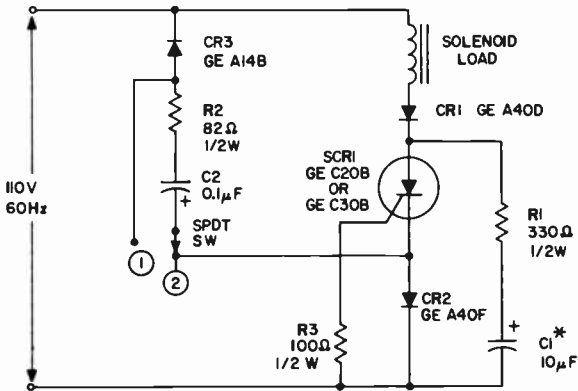 CR3
GE A14B
SOLENOID
LOAD
R2
82Ω
1/2W
CR1 GE A40D
110V
60Hz
C2
0.1μF
+
SCR1
GE C20B
OR
GE C30B
SPDT
SW
R1
330Ω
1/2W
1
2
CR2
GE A40F
R3
100Ω
1/2 W
+
C1*
10μF